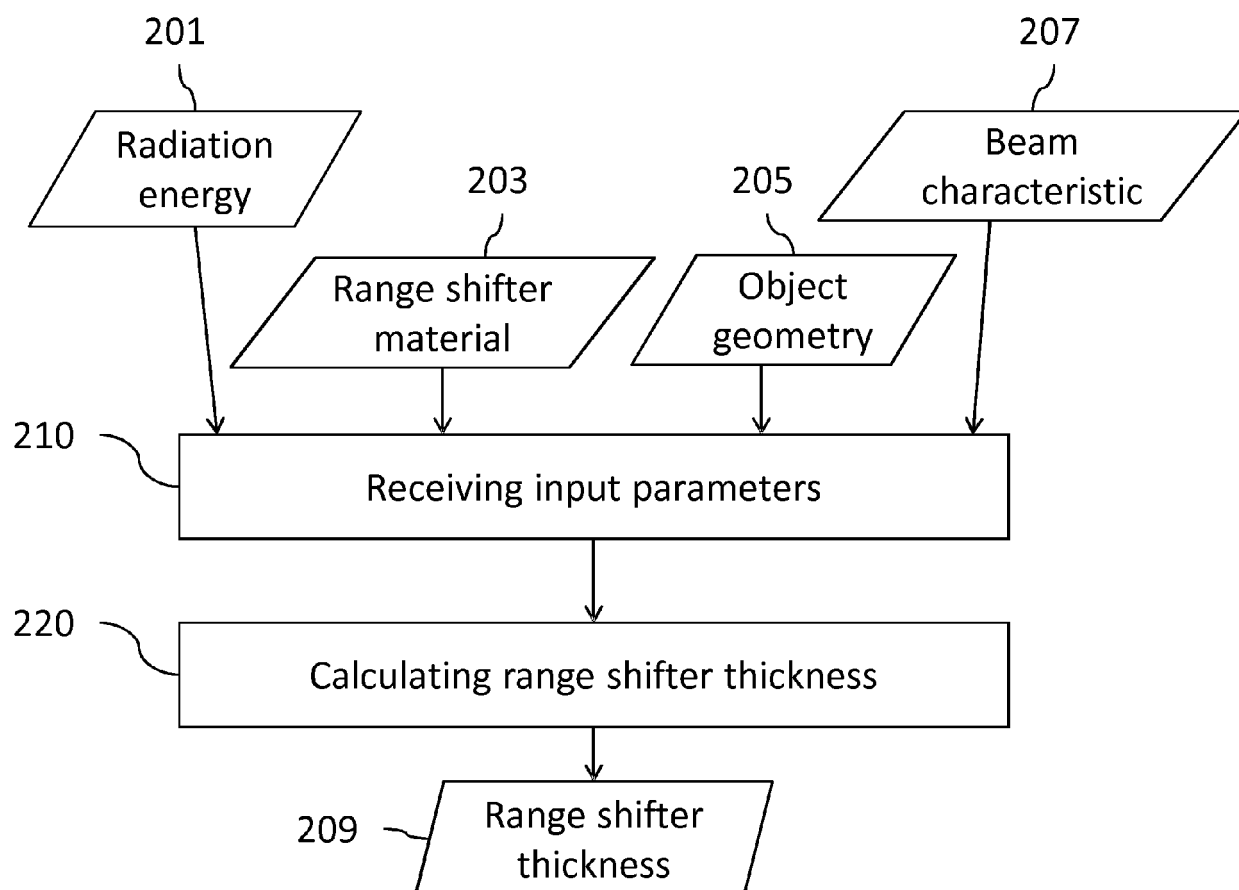 201
207
Radiation
energy
Beam
characteristic
203
205
Range shifter
material
Object
geometry
210
Receiving input parameters
220
Calculating range shifter thickness
209
Range shifter
thickness